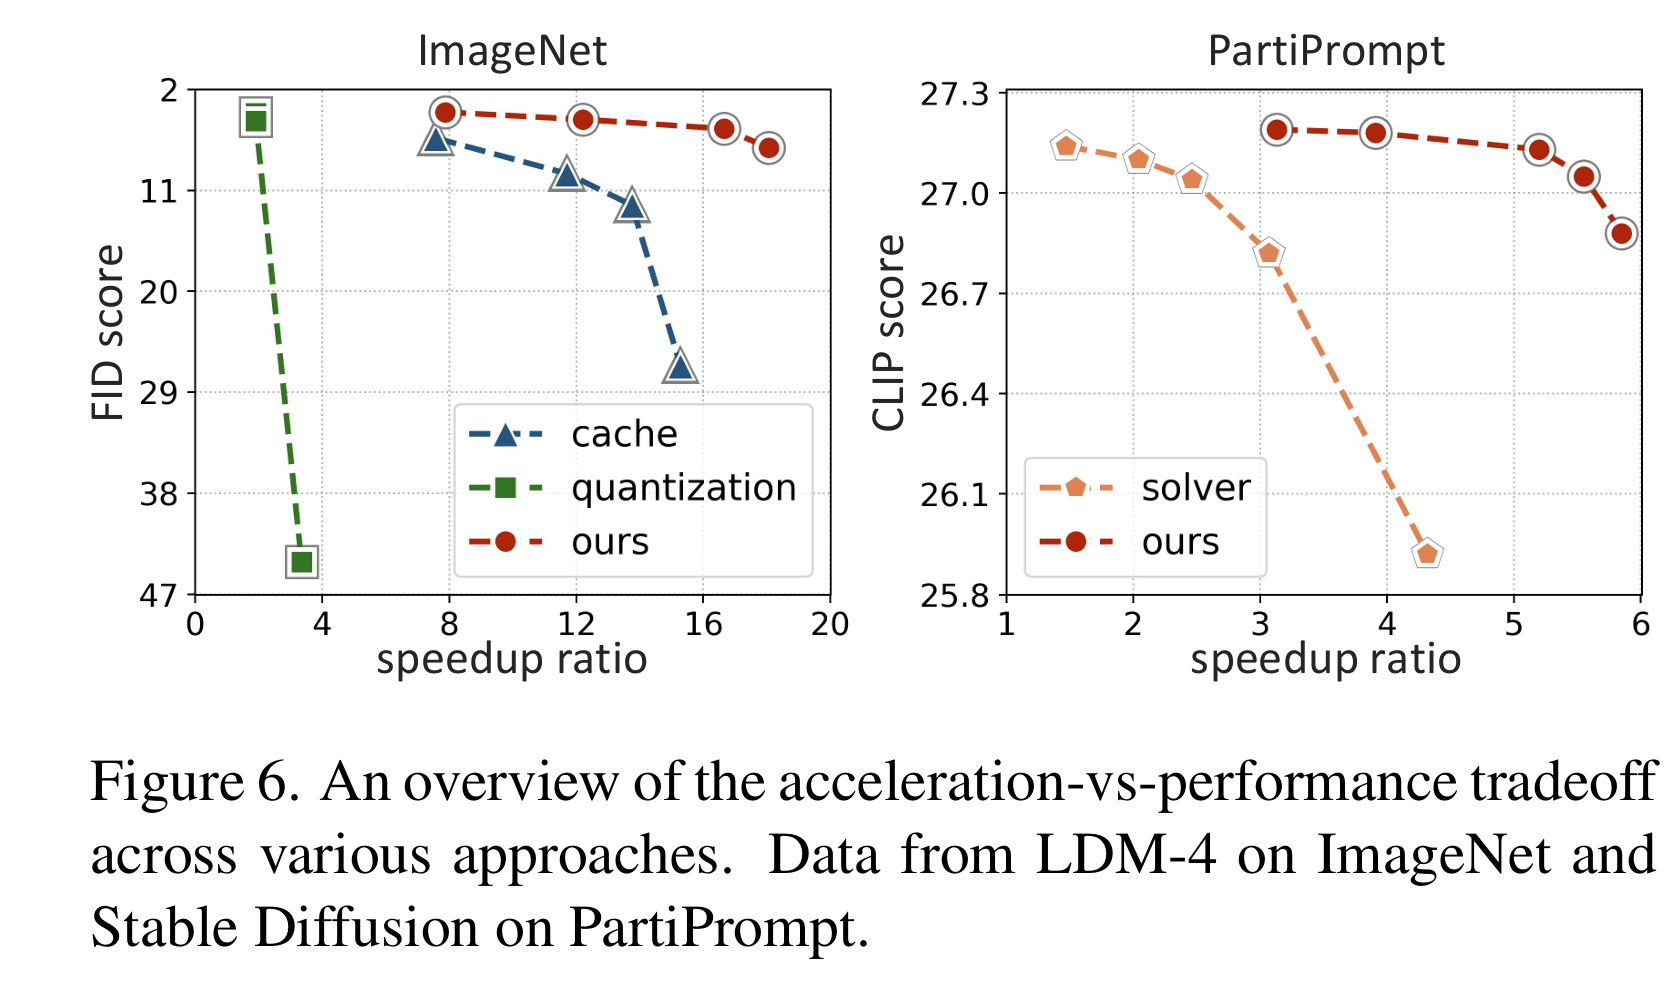 ImageNet
2
11
20
29
38
47
FID score
cache
quantization
ours
0 4 8 12 16 20
speedup ratio
PartiPrompt
27.3
27.0
26.7
26.4
26.1
25.8
CLIP score
solver
ours
1 2 3 4 5 6
speedup ratio
Figure 6. An overview of the acceleration-vs-performance tradeoff
across various approaches. Data from LDM-4 on ImageNet and
Stable Diffusion on PartiPrompt.